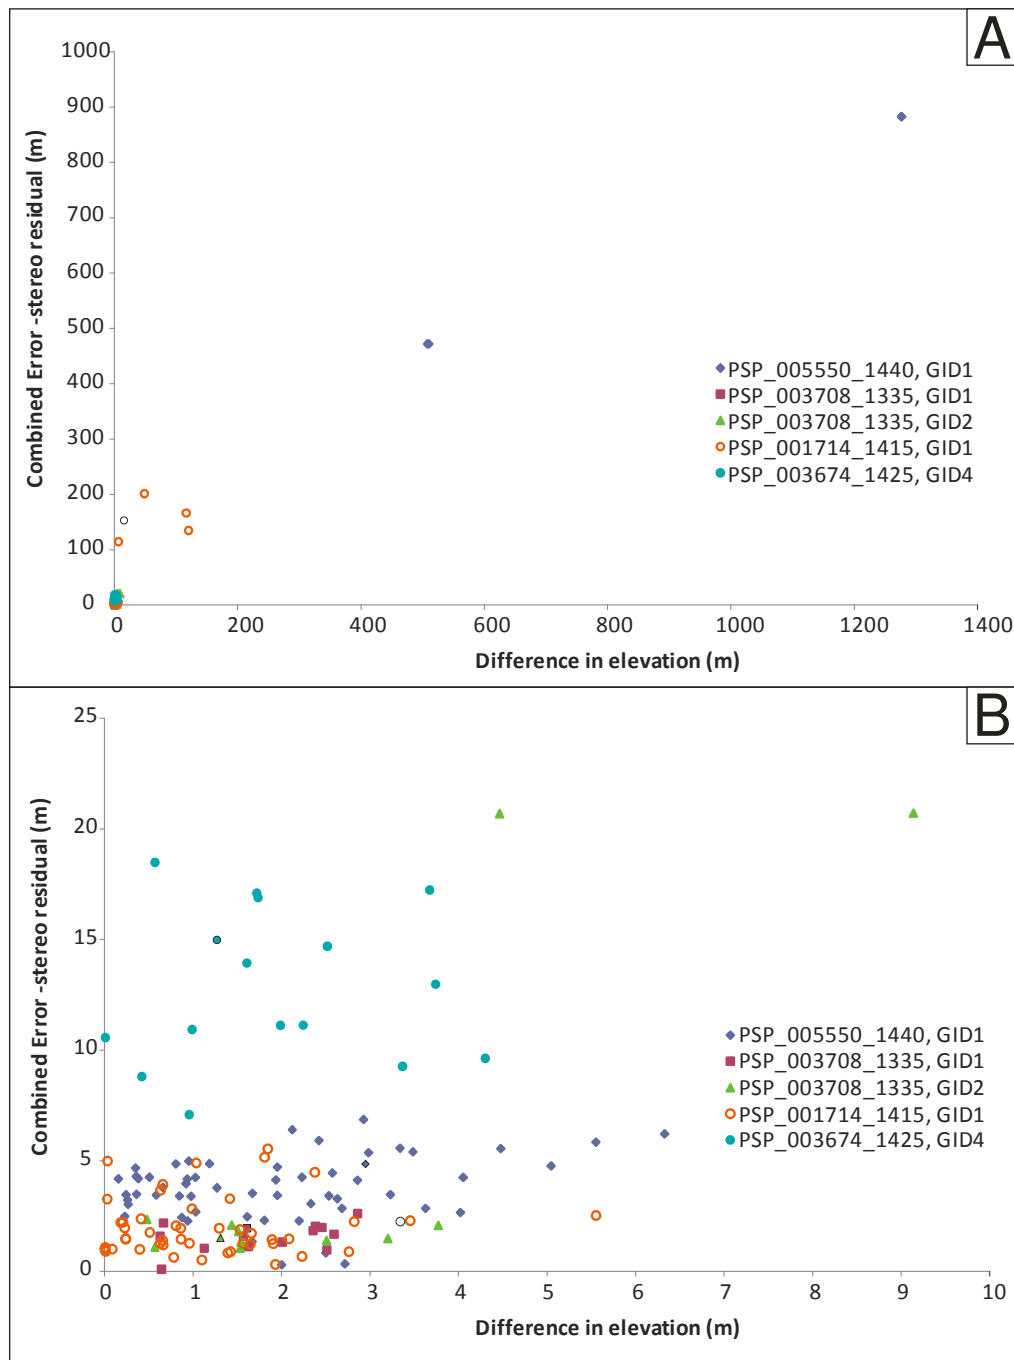 A
1000
900
800
700
600
500
400
300
200
100
0
Combined Error -stereo residual (m)
PSP_005550_1440, GID1
PSP_003708_1335, GID1
PSP_003708_1335, GID2
PSP_001714_1415, GID1
PSP_003674_1425, GID4
0 200 400 600 800 1000 1200 1400
Difference in elevation (m)
B
25
20
15
10
5
0
Combined Error -stereo residual (m)
PSP_005550_1440, GID1
PSP_003708_1335, GID1
PSP_003708_1335, GID2
PSP_001714_1415, GID1
PSP_003674_1425, GID4
0 1 2 3 4 5 6 7 8 9 10
Difference in elevation (m)